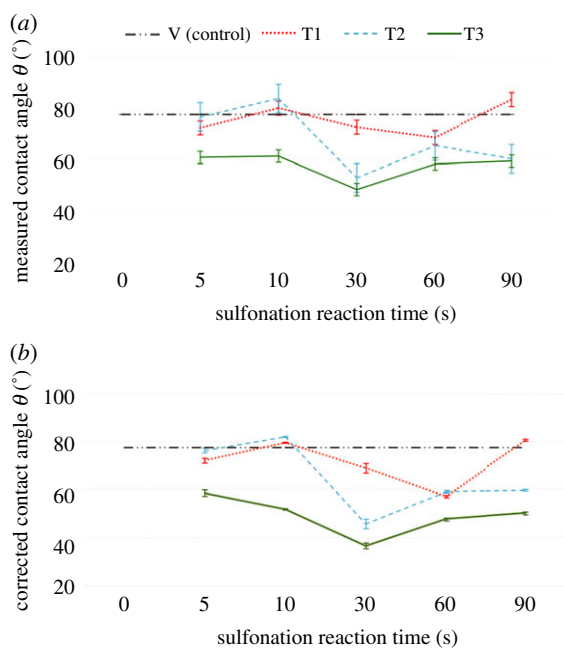 (a)
V (control) T1 T2 T3
measured contact angle θ (°)
100
80
60
40
20
0 5 10 30 60 90
sulfonation reaction time (s)
(b)
corrected contact angle θ (°)
100
80
60
40
20
0 5 10 30 60 90
sulfonation reaction time (s)